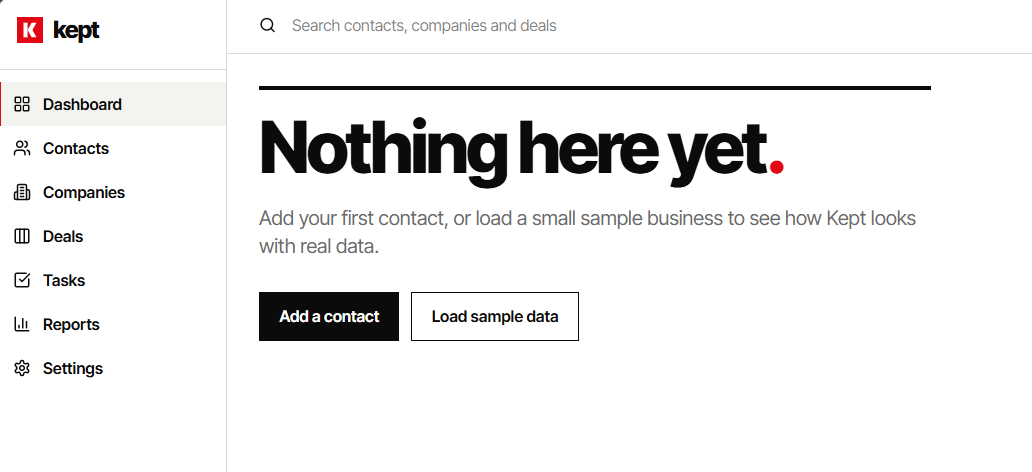 kept
Search contacts, companies and deals
Dashboard
Contacts
Companies
Deals
Tasks
Reports
Settings
Nothing here yet.
Add your first contact, or load a small sample business to see how Kept looks
with real data.
Add a contact
Load sample data